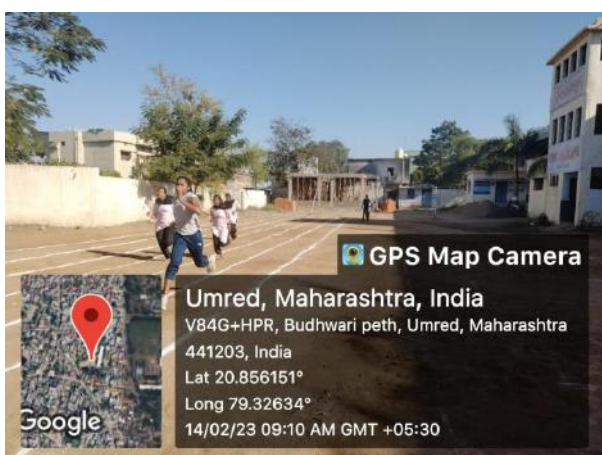 GPS Map Camera
Umred, Maharashtra, India
V84G+HPR, Budhwari peth, Umred, Maharashtra
441203, India
Lat 20.856151°
Long 79.32634°
14/02/23 09:10 AM GMT +05:30
Google